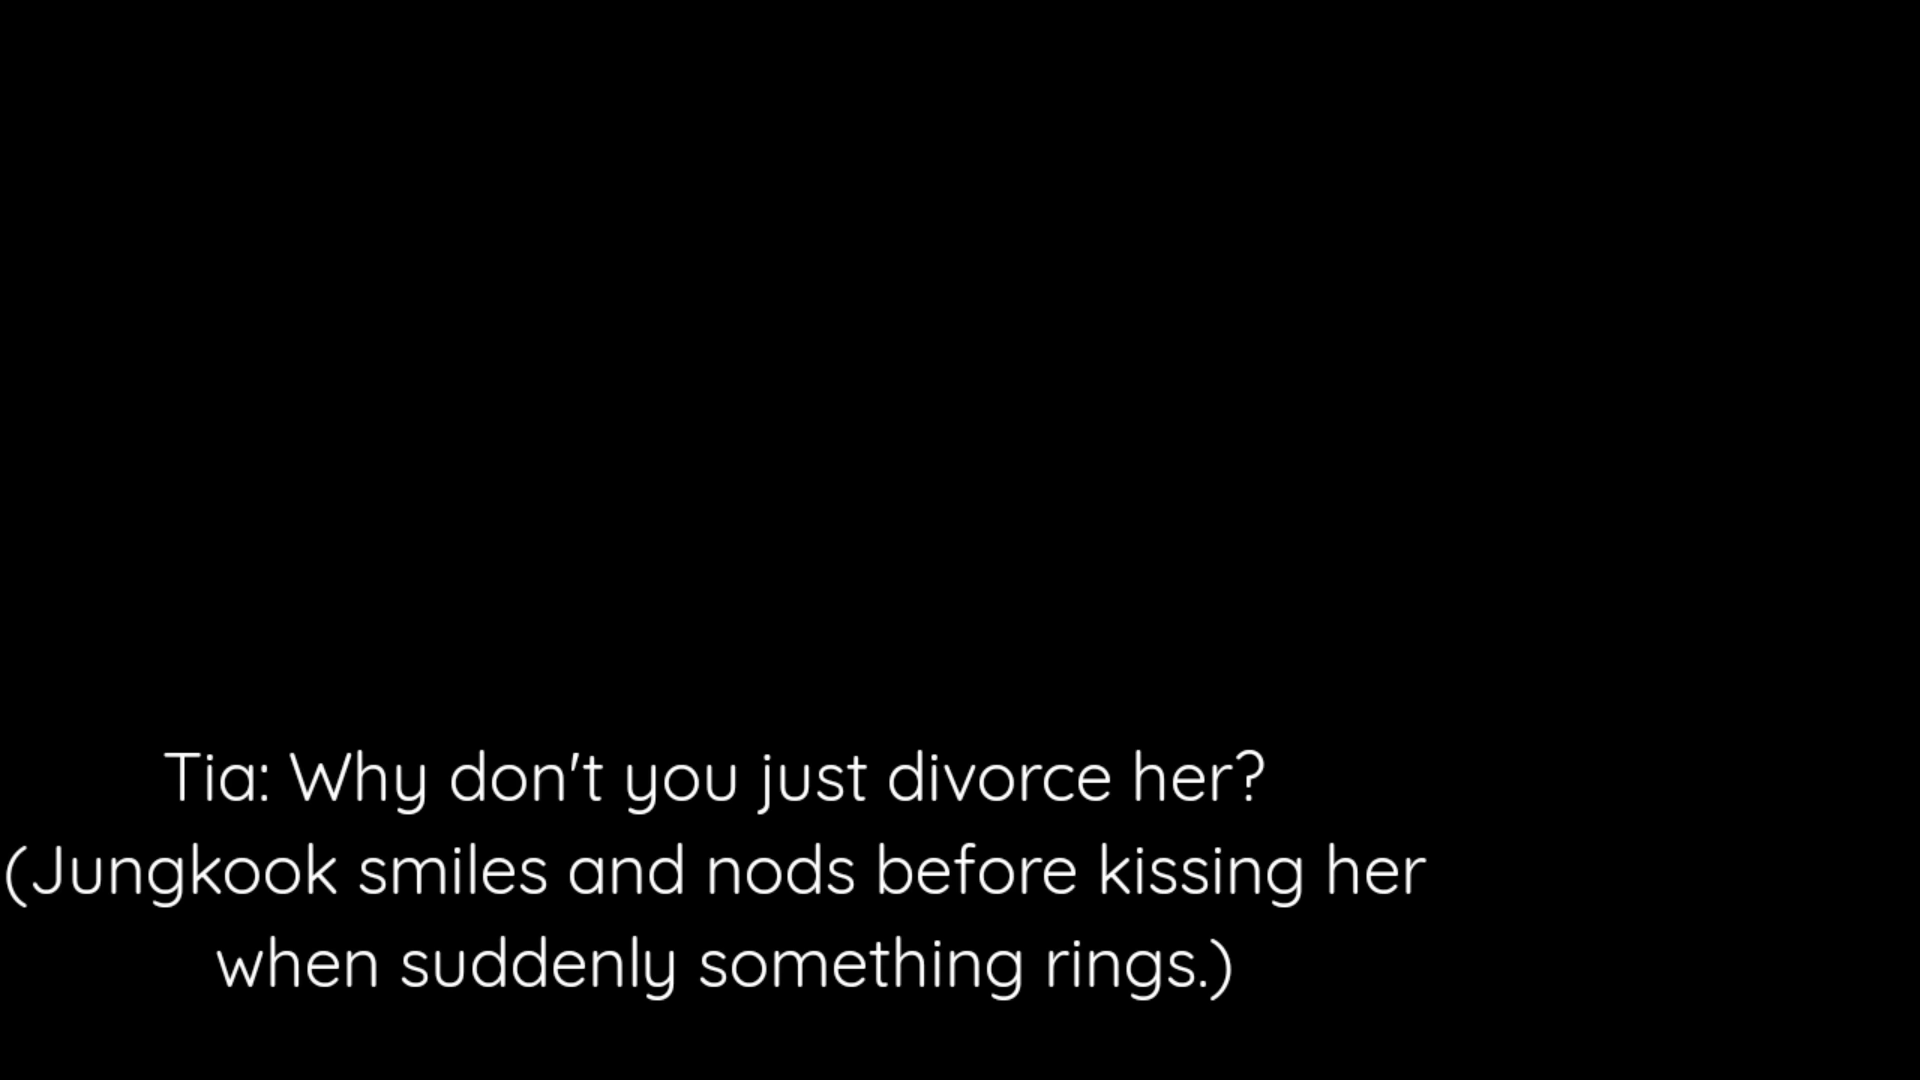 Tia: Why don't you just divorce her?
(Jungkook smiles and nods before kissing her
when suddenly something rings.)